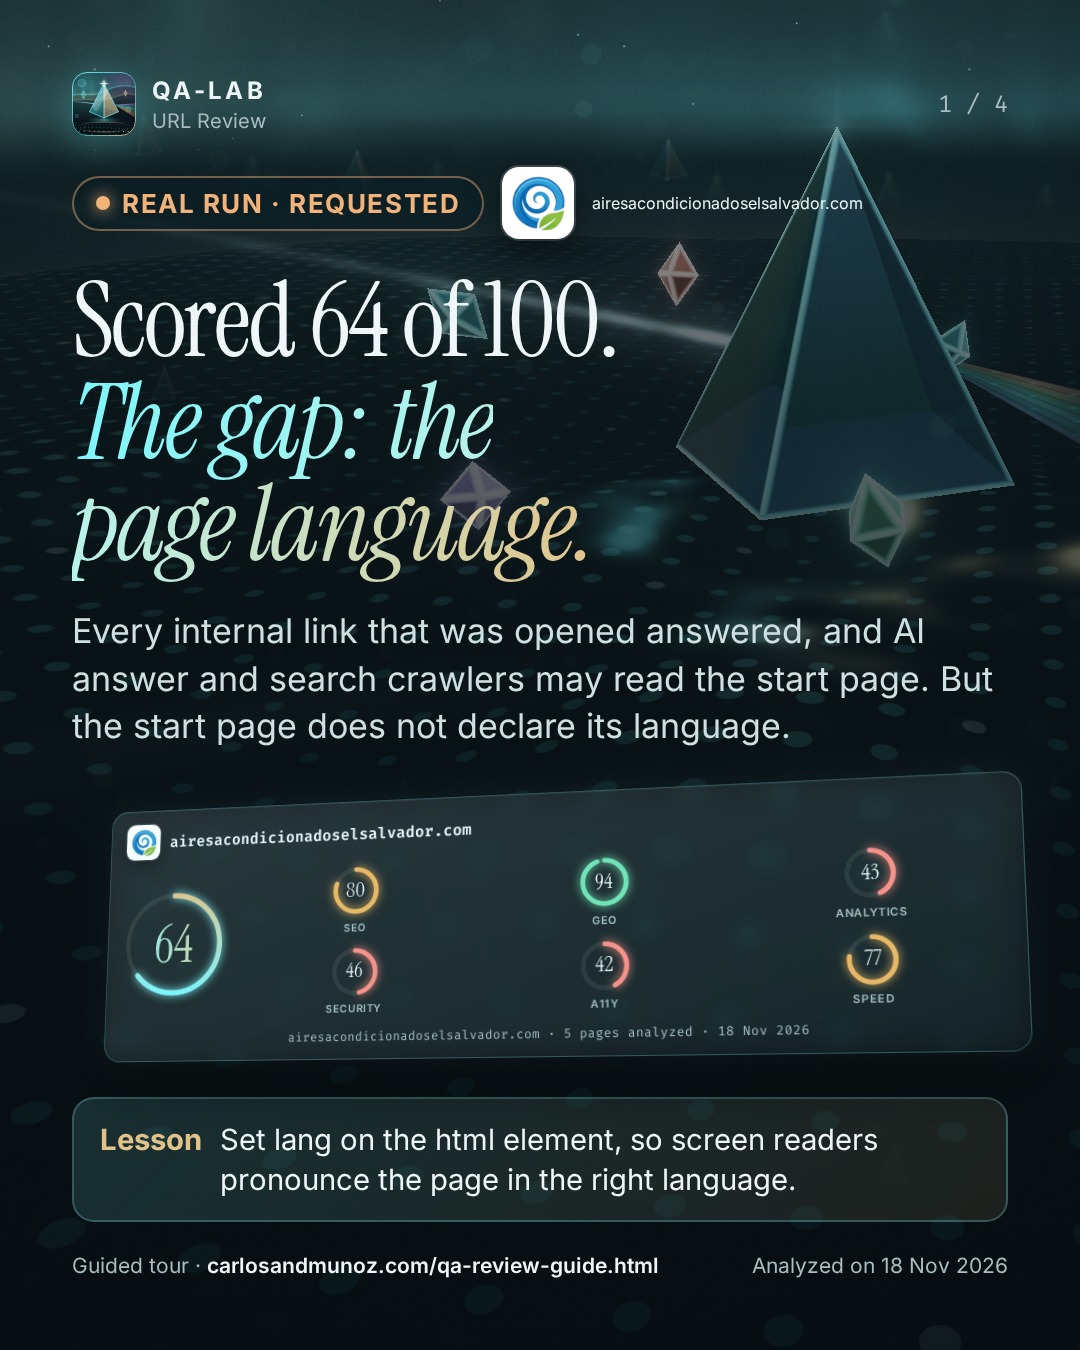 QA-LAB
URL Review
1 / 4
REAL RUN · REQUESTED
airesacondicionadoselsalvador.com
Scored 64 of 100.
The gap: the
page language.
Every internal link that was opened answered, and AI
answer and search crawlers may read the start page. But
the start page does not declare its language.
airesacondicionadoselsalvador.com
64
80
SEO
94
GEO
43
ANALYTICS
46
SECURITY
42
A11Y
77
SPEED
airesacondicionadoselsalvador.com · 5 pages analyzed · 18 Nov 2026
Lesson Set lang on the html element, so screen readers
pronounce the page in the right language.
Guided tour · carlosandmunoz.com/qa-review-guide.html
Analyzed on 18 Nov 2026